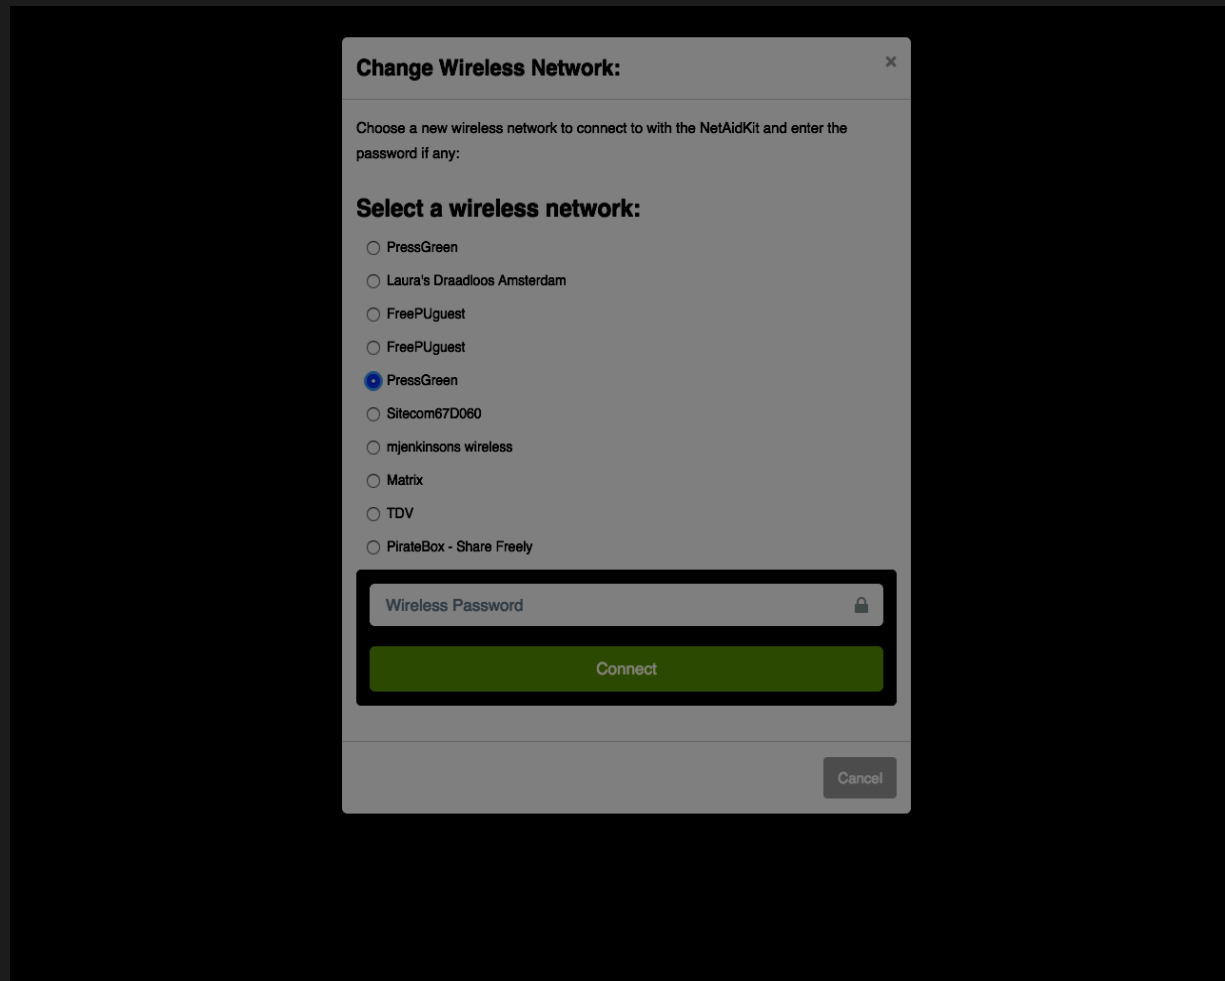 Change Wireless Network:
×
Choose a new wireless network to connect to with the NetAidKit and enter the
password if any:
Select a wireless network:
PressGreen
Laura's Draadloos Amsterdam
FreePUguest
FreePUguest
PressGreen
Sitecom67D060
mjenkinsons wireless
Matrix
TDV
PirateBox - Share Freely
Wireless Password
Connect
Cancel